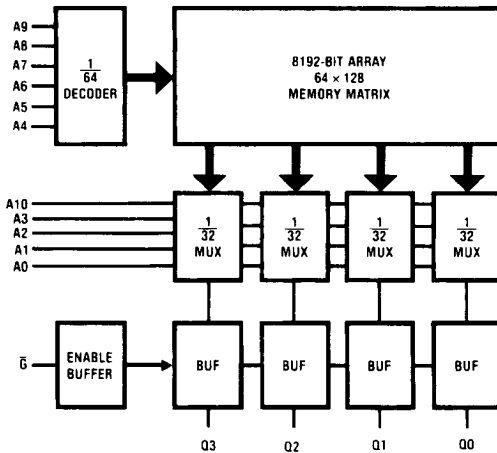 A9
A8
A7
A6
A5
A4
1
64
DECODER
8192-BIT ARRAY
64 × 128
MEMORY MATRIX
A10
A3
A2
A1
A0
1
32
MUX
1
32
MUX
1
32
MUX
1
32
MUX
G̅
ENABLE
BUFFER
BUF
BUF
BUF
BUF
Q3
Q2
Q1
Q0